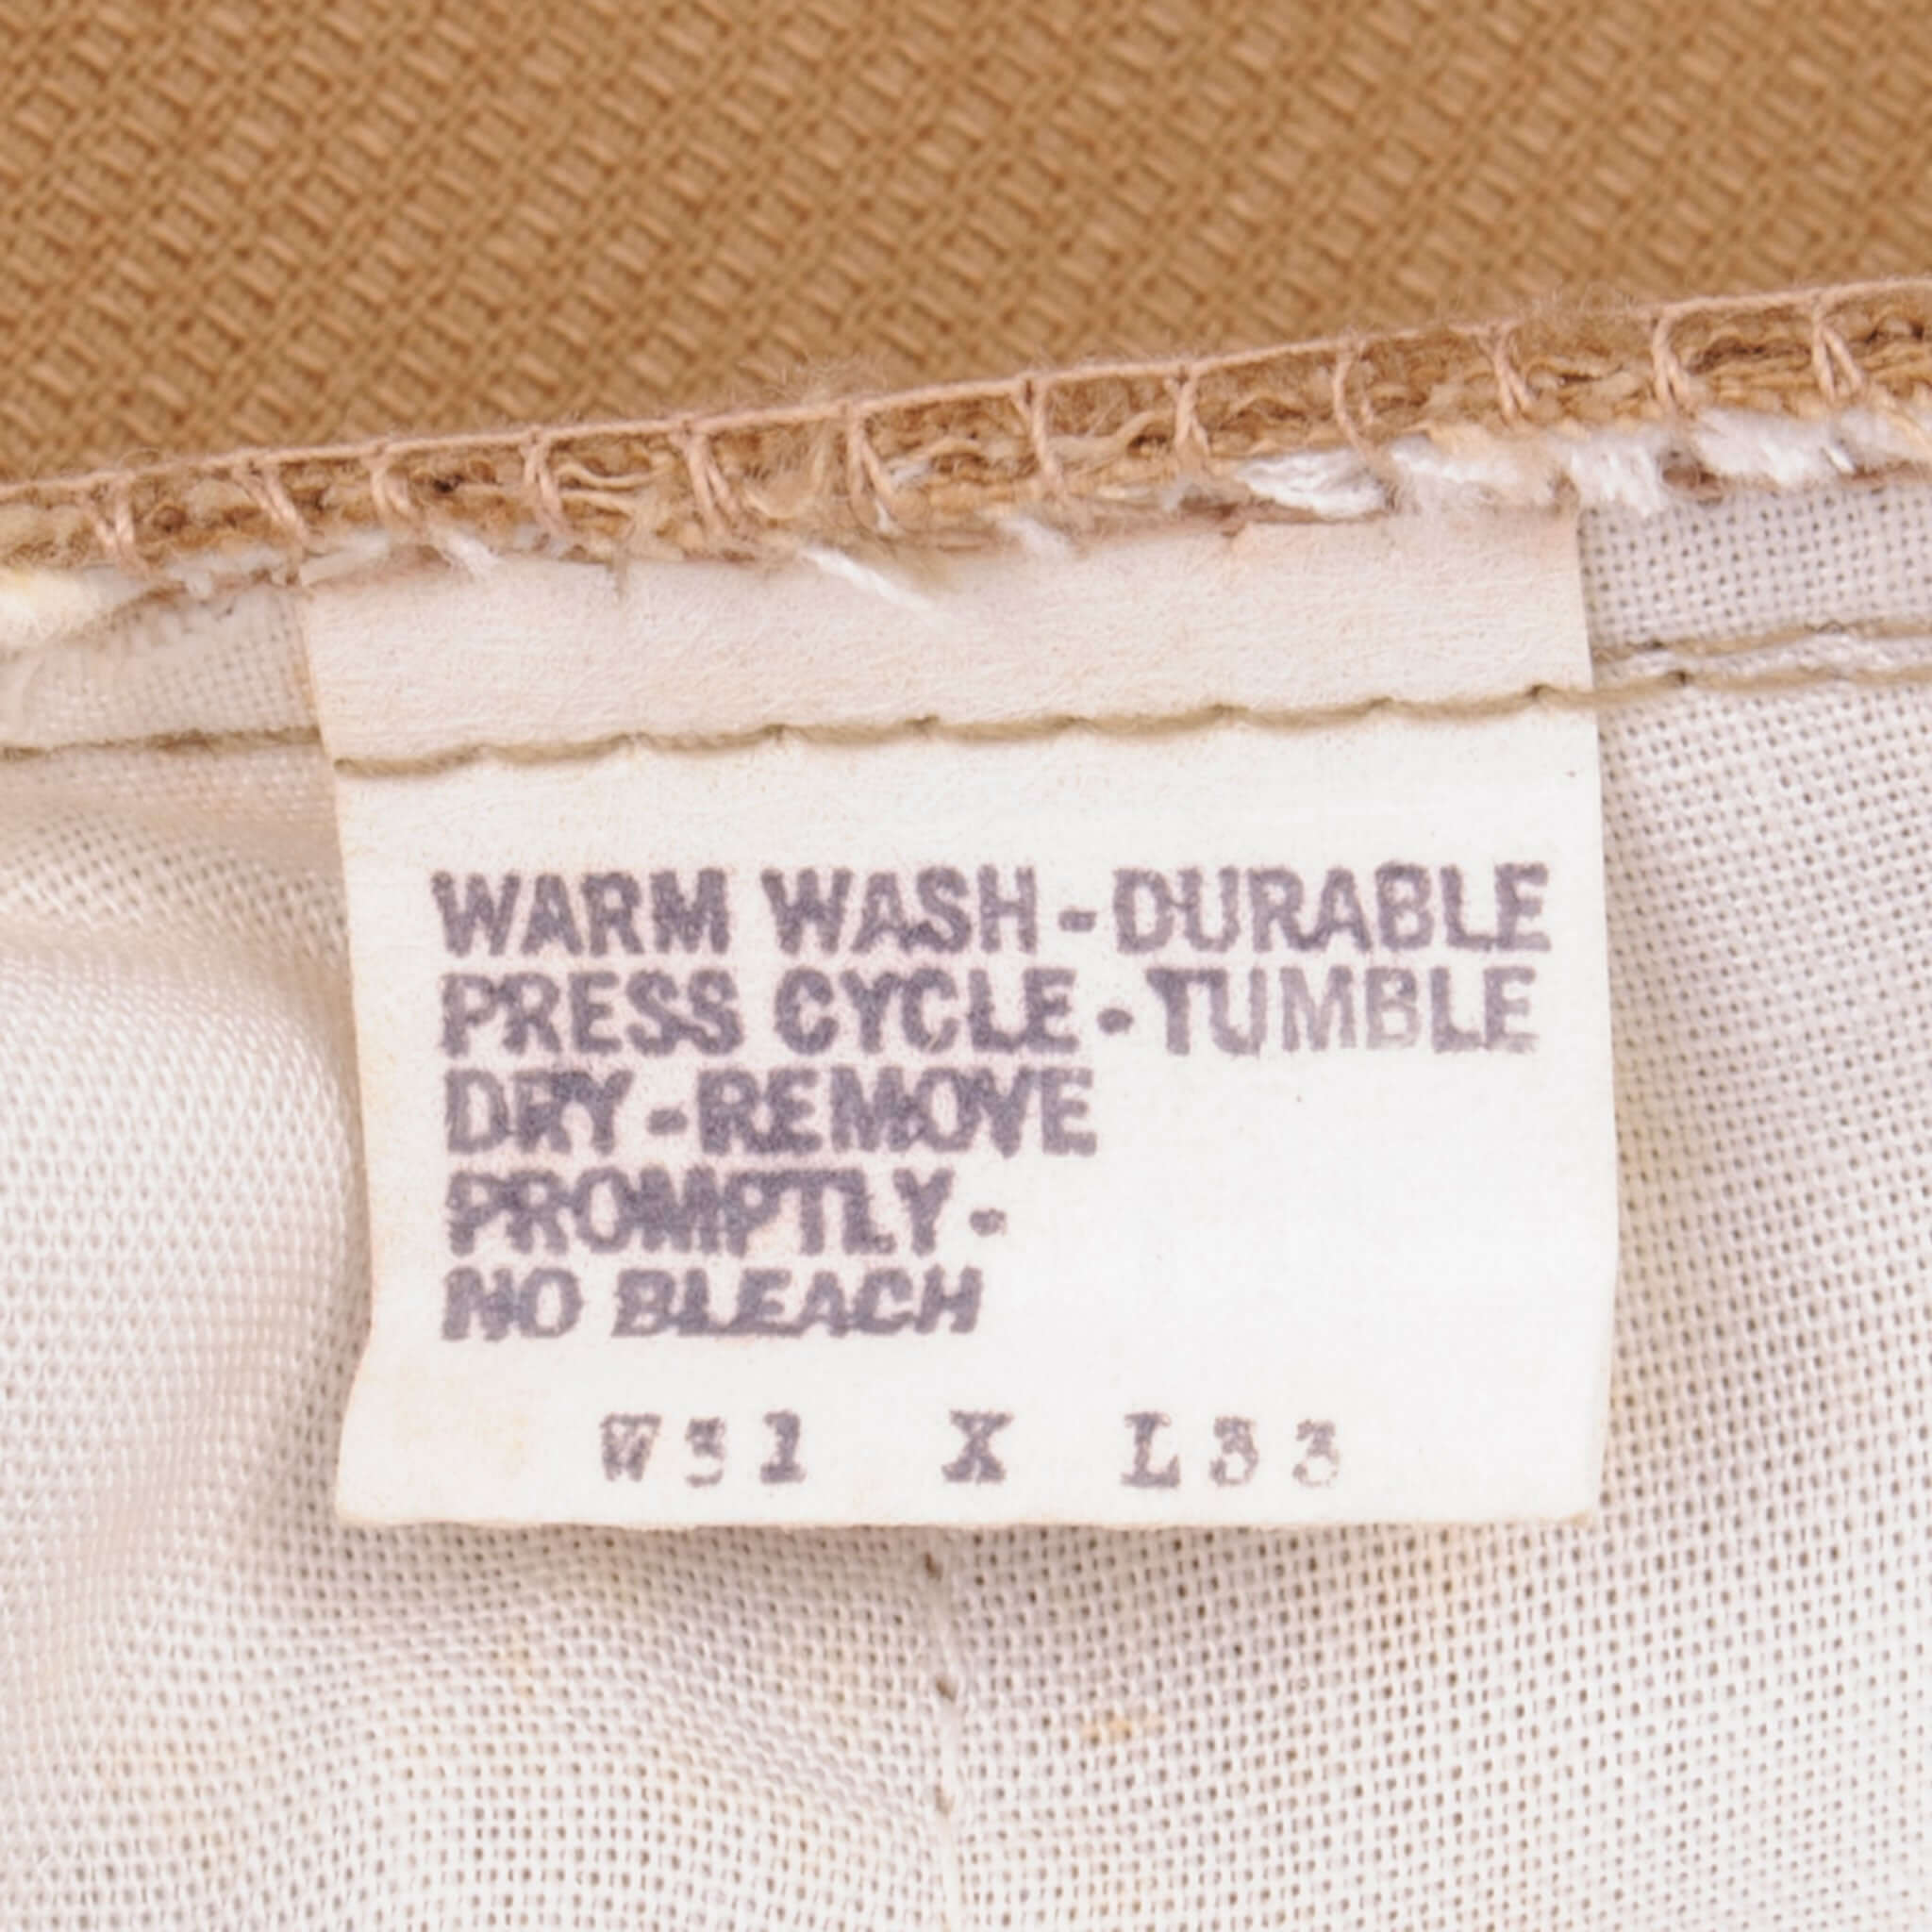 WARM WASH-DURABLE
PRESS CYCLE-TUMBLE
DRY-REMOVE
PROMPTLY-
NO BLEACH
W31 X L33